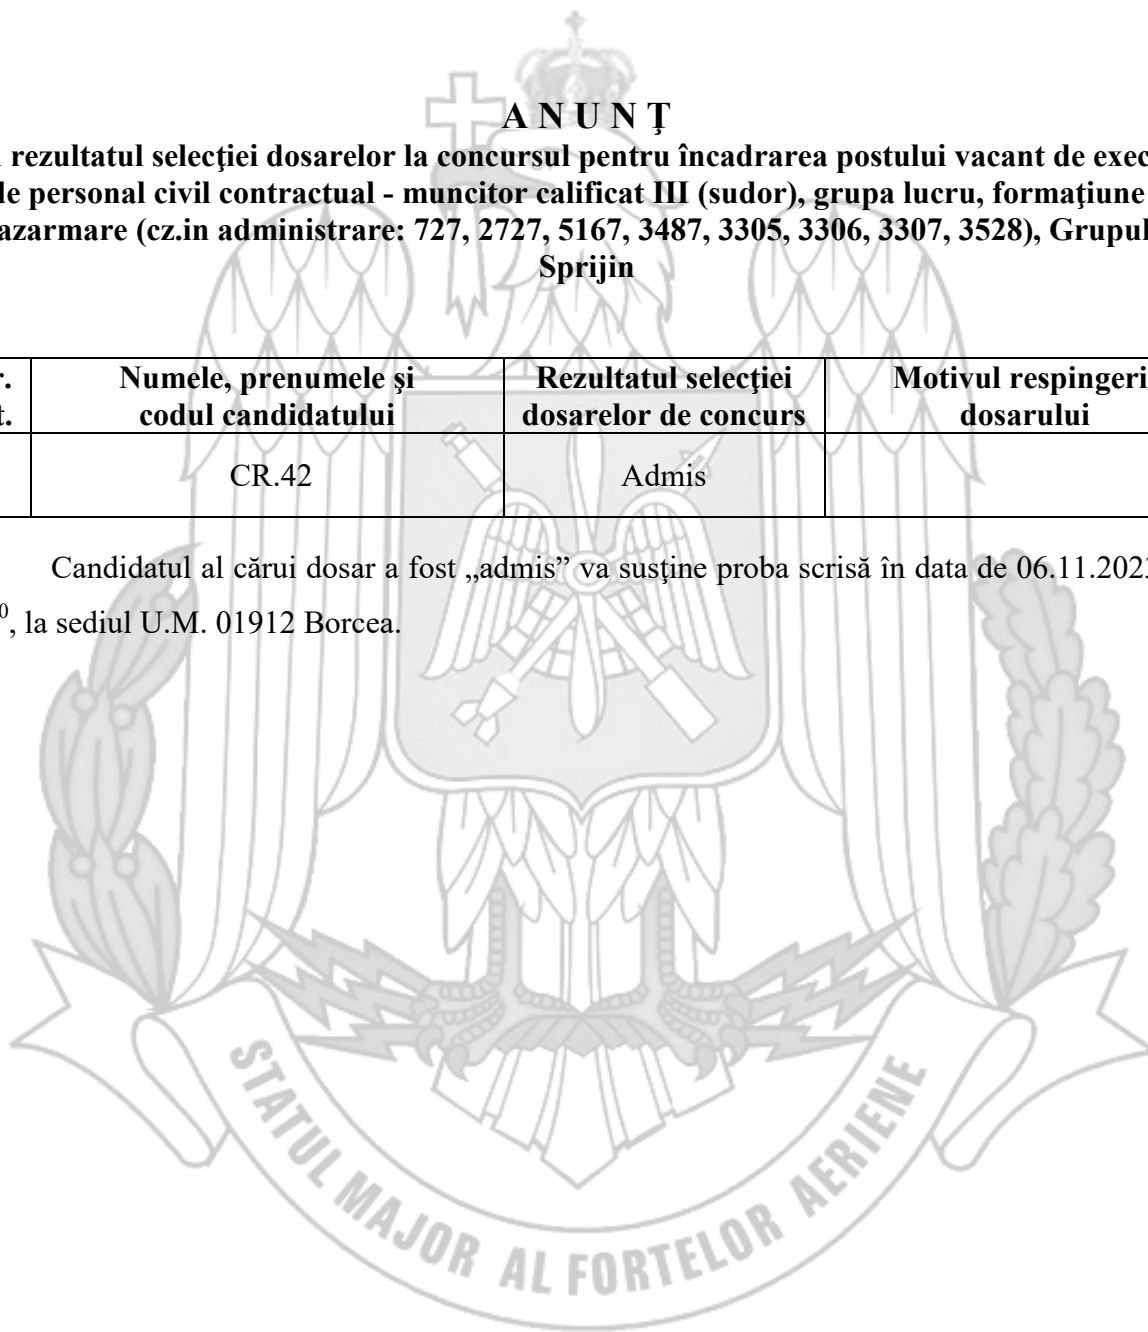 A N U N Ţ
rezultatul selecţiei dosarelor la concursul pentru încadrarea postului vacant de exec
de personal civil contractual - muncitor calificat III (sudor), grupa lucru, formaţiune
azarmare (cz.in administrare: 727, 2727, 5167, 3487, 3305, 3306, 3307, 3528), Grupul
Sprijin
r. Numele, prenumele şi Rezultatul selecţiei Motivul respingeri
t. codul candidatului dosarelor de concurs dosarului
CR.42 Admis
Candidatul al cărui dosar a fost „admis” va susţine proba scrisă în data de 06.11.2023
0, la sediul U.M. 01912 Borcea.
STATUL MAJOR AL FORTELOR AERIENE